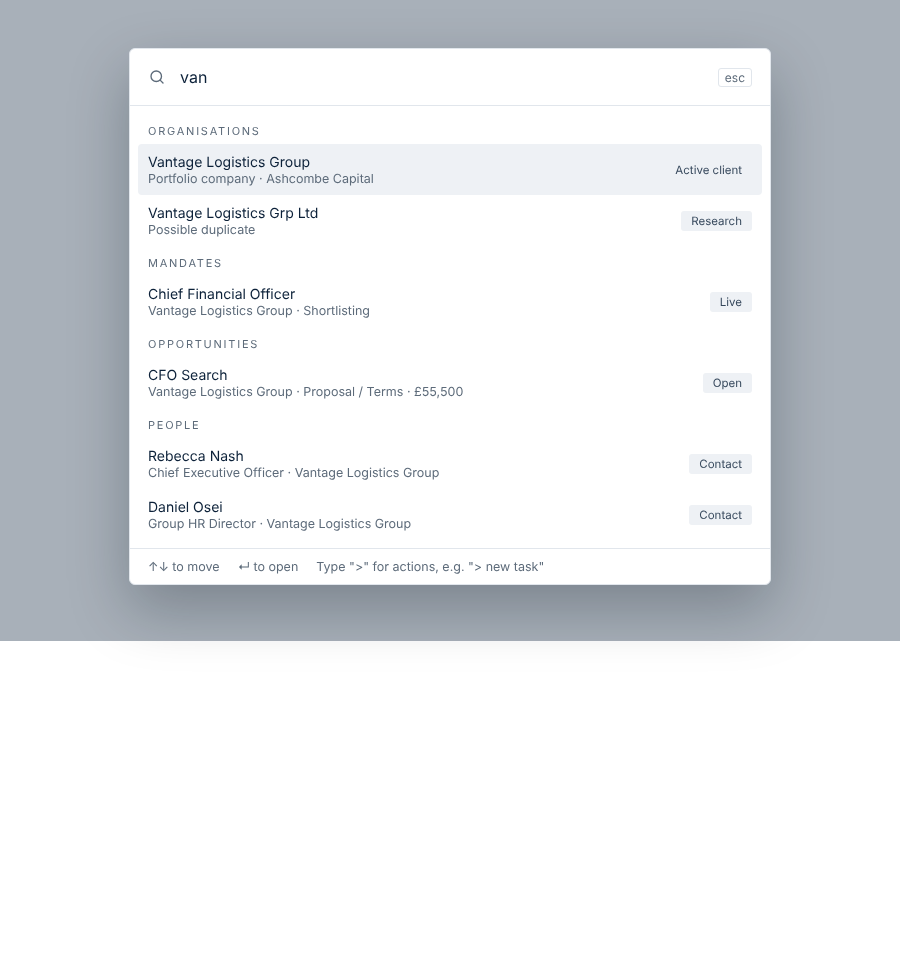 van
esc
ORGANISATIONS
Vantage Logistics Group
Portfolio company · Ashcombe Capital
Active client
Vantage Logistics Grp Ltd
Possible duplicate
Research
MANDATES
Chief Financial Officer
Vantage Logistics Group · Shortlisting
Live
OPPORTUNITIES
CFO Search
Vantage Logistics Group · Proposal / Terms · £55,500
Open
PEOPLE
Rebecca Nash
Chief Executive Officer · Vantage Logistics Group
Contact
Daniel Osei
Group HR Director · Vantage Logistics Group
Contact
↑↓ to move ↵ to open Type ">" for actions, e.g. "> new task"